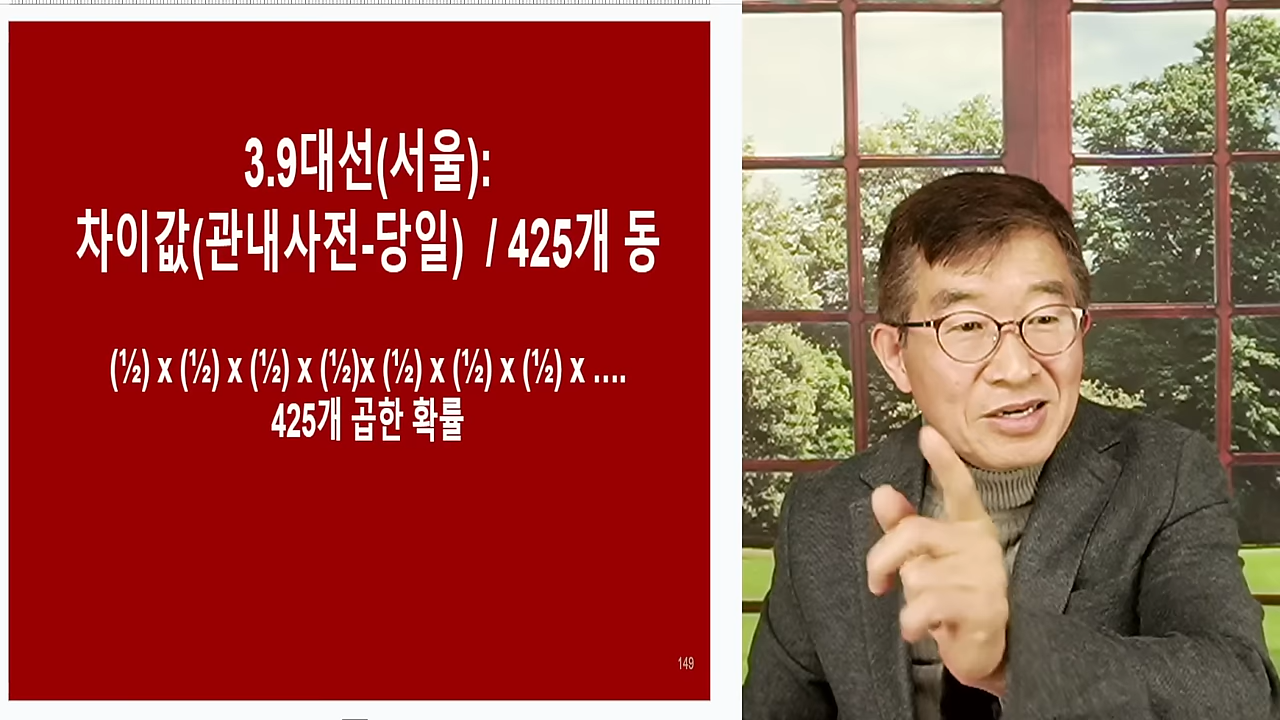 3.9대선(서울):
차이값(관내사전-당일) / 425개 동
(½) x (½) x (½) x (½)x (½) x (½) x (½) x ....
425개 곱한 확률
149